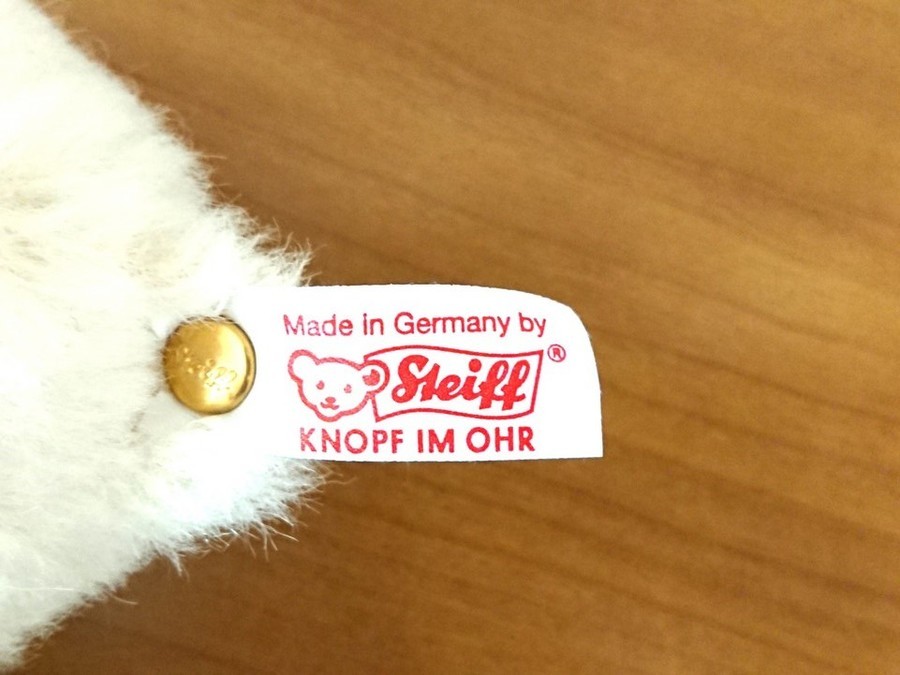 Made in Germany by
Steiff®
KNOPF IM OHR